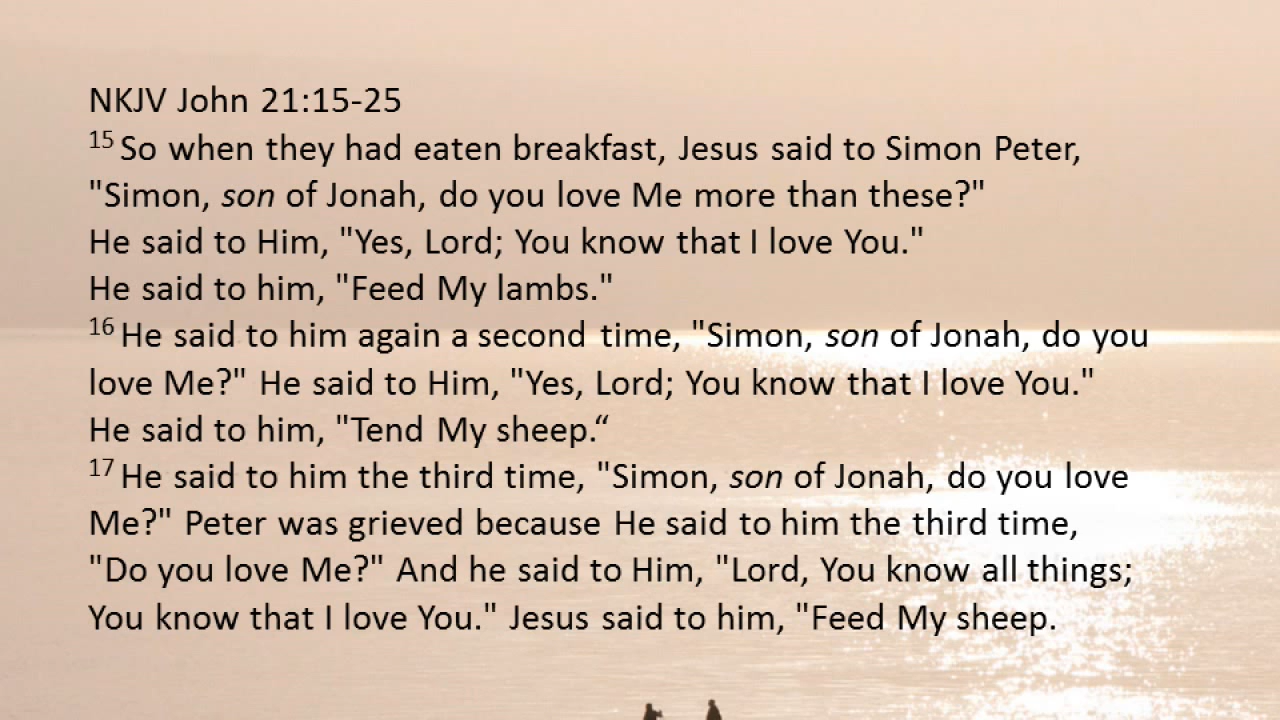 NKJV John 21:15-25
15 So when they had eaten breakfast, Jesus said to Simon Peter,
"Simon, son of Jonah, do you love Me more than these?"
He said to Him, "Yes, Lord; You know that I love You."
He said to him, "Feed My lambs."
16 He said to him again a second time, "Simon, son of Jonah, do you
love Me?" He said to Him, "Yes, Lord; You know that I love You."
He said to him, "Tend My sheep.“
17 He said to him the third time, "Simon, son of Jonah, do you love
Me?" Peter was grieved because He said to him the third time,
"Do you love Me?" And he said to Him, "Lord, You know all things;
You know that I love You." Jesus said to him, "Feed My sheep.